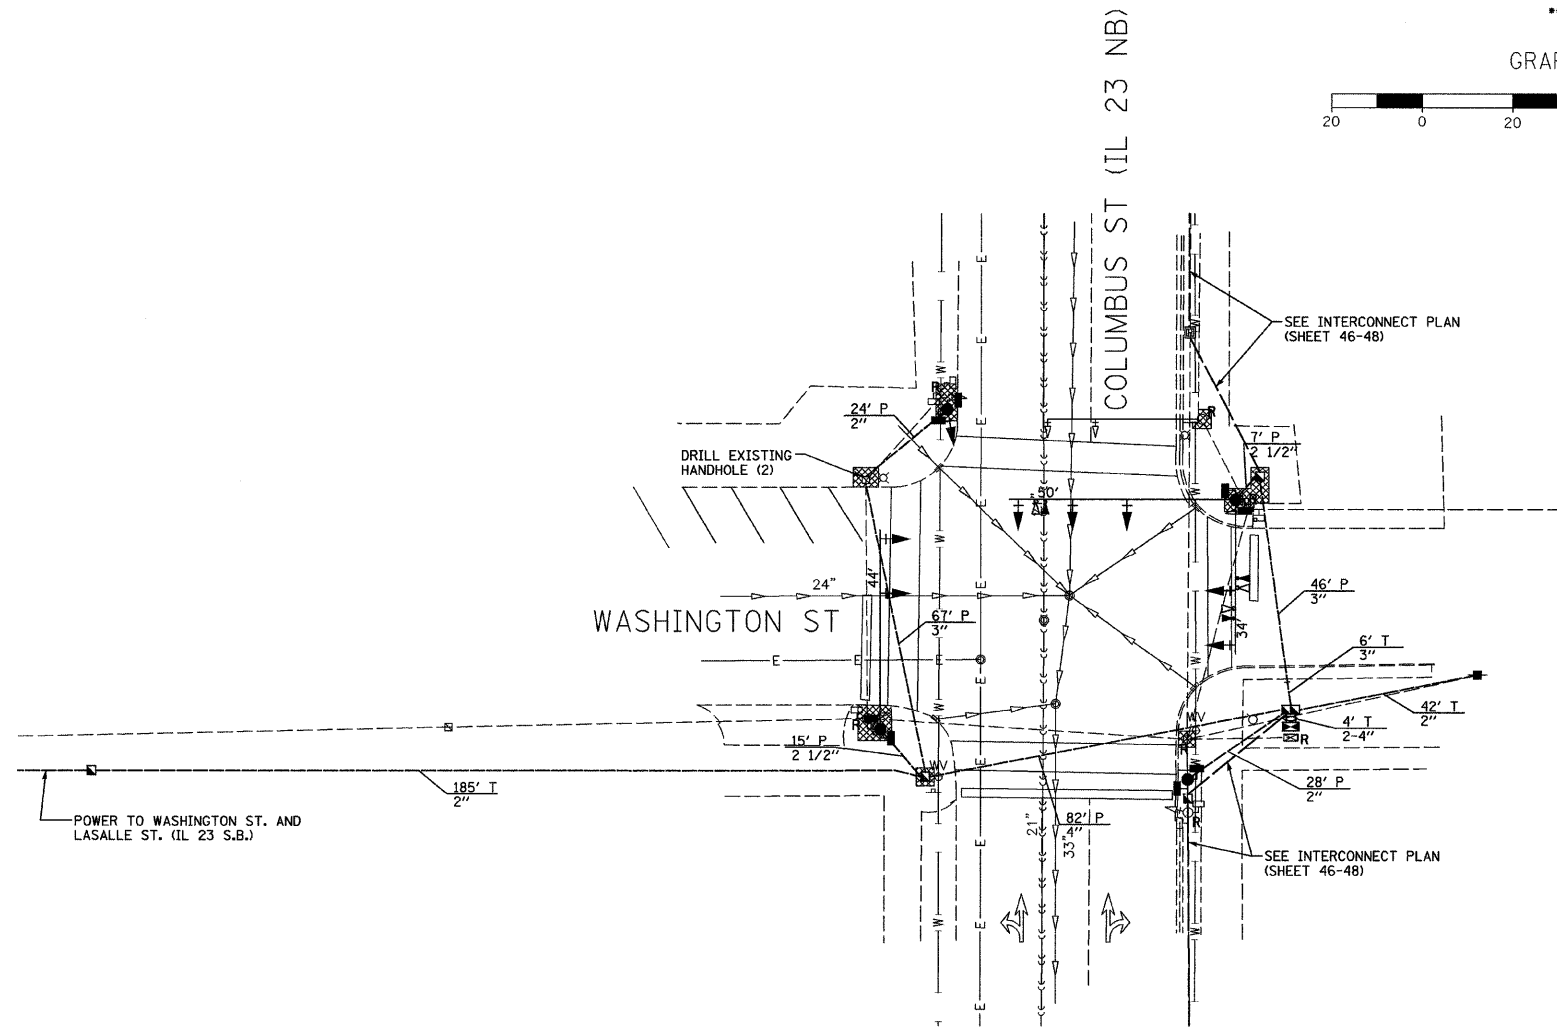 COLUMBUS ST (IL 23 NB)
20 0 20
SEE INTERCONNECT PLAN
(SHEET 46-48)
24' P
2"
R
R
DRILL EXISTING
HANDHOLE (2)
7' P
2 1/2"
50'
24"
44'
WASHINGTON ST
67' P
3"
34'
46' P
3"
6' T
3"
42' T
2"
4' T
2-4"
R
R
R
WV
WV
15' P
2 1/2"
185' T
2"
28' P
2"
R
POWER TO WASHINGTON ST. AND
LASALLE ST. (IL 23 S.B.)
82' P
4"
21"
33"
SEE INTERCONNECT PLAN
(SHEET 46-48)
W W W W W W W W
E E E E E E E E E E